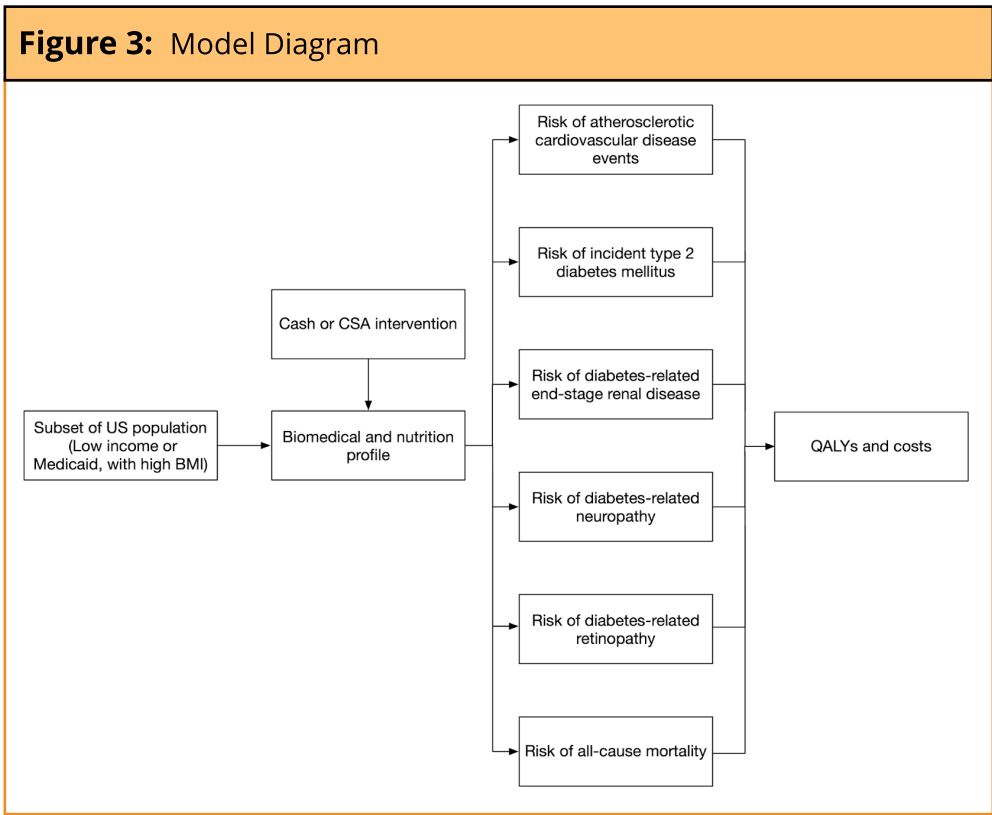 Figure 3: Model Diagram
Risk of atherosclerotic
cardiovascular disease
events
Risk of incident type 2
diabetes mellitus
Cash or CSA intervention
Risk of diabetes-related
end-stage renal disease
Subset of US population
(Low income or
Medicaid, with high BMI)
Biomedical and nutrition
profile
QALYs and costs
Risk of diabetes-related
neuropathy
Risk of diabetes-related
retinopathy
Risk of all-cause mortality